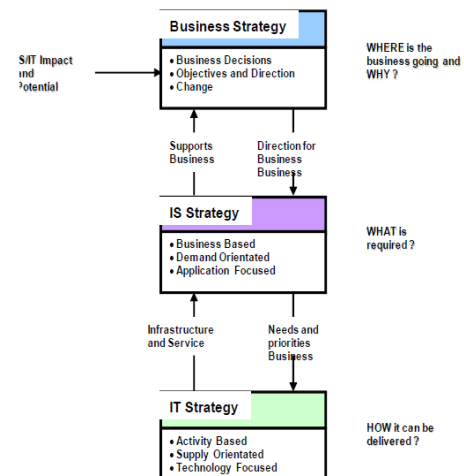 Business Strategy
S/IT Impact
and
Potential
• Business Decisions
• Objectives and Direction
• Change
WHERE is the
business going and
WHY ?
Supports
Business
Direction for
Business
Business
IS Strategy
• Business Based
• Demand Orientated
• Application Focused
WHAT is
required ?
Infrastructure
and Service
Needs and
priorities
Business
IT Strategy
• Activity Based
• Supply Orientated
• Technology Focused
HOW it can be
delivered ?